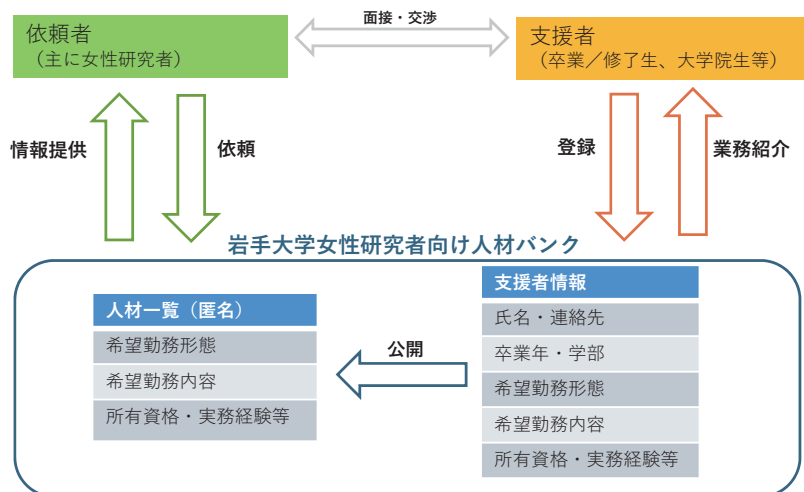 面接・交渉
依頼者
（主に女性研究者）
支援者
（卒業／修了生、大学院生等）
情報提供
依頼
登録
業務紹介
岩手大学女性研究者向け人材バンク
人材一覧（匿名）
希望勤務形態
希望勤務内容
所有資格・実務経験等
公開
支援者情報
氏名・連絡先
卒業年・学部
希望勤務形態
希望勤務内容
所有資格・実務経験等